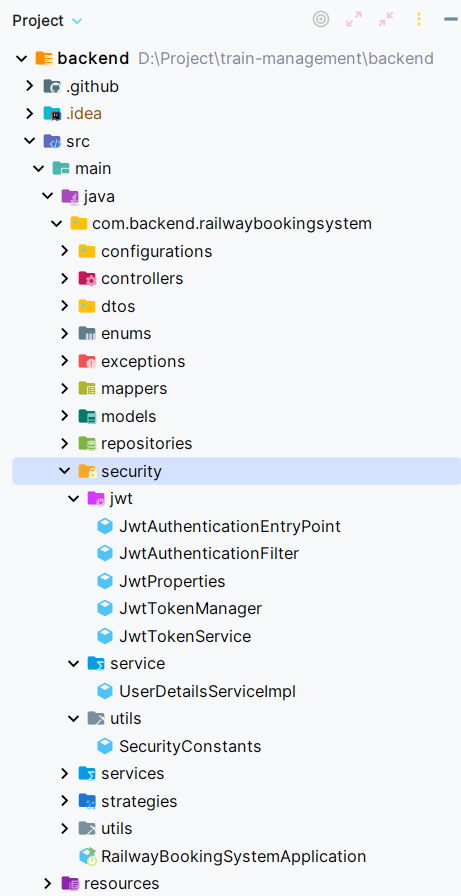 Project
backend D:\Project\train-management\backend
.github
.idea
src
main
java
com.backend.railwaybookingsystem
configurations
controllers
dtos
enums
exceptions
mappers
models
repositories
security
jwt
JwtAuthenticationEntryPoint
JwtAuthenticationFilter
JwtProperties
JwtTokenManager
JwtTokenService
service
UserDetailsServiceImpl
utils
SecurityConstants
services
strategies
utils
RailwayBookingSystemApplication
resources